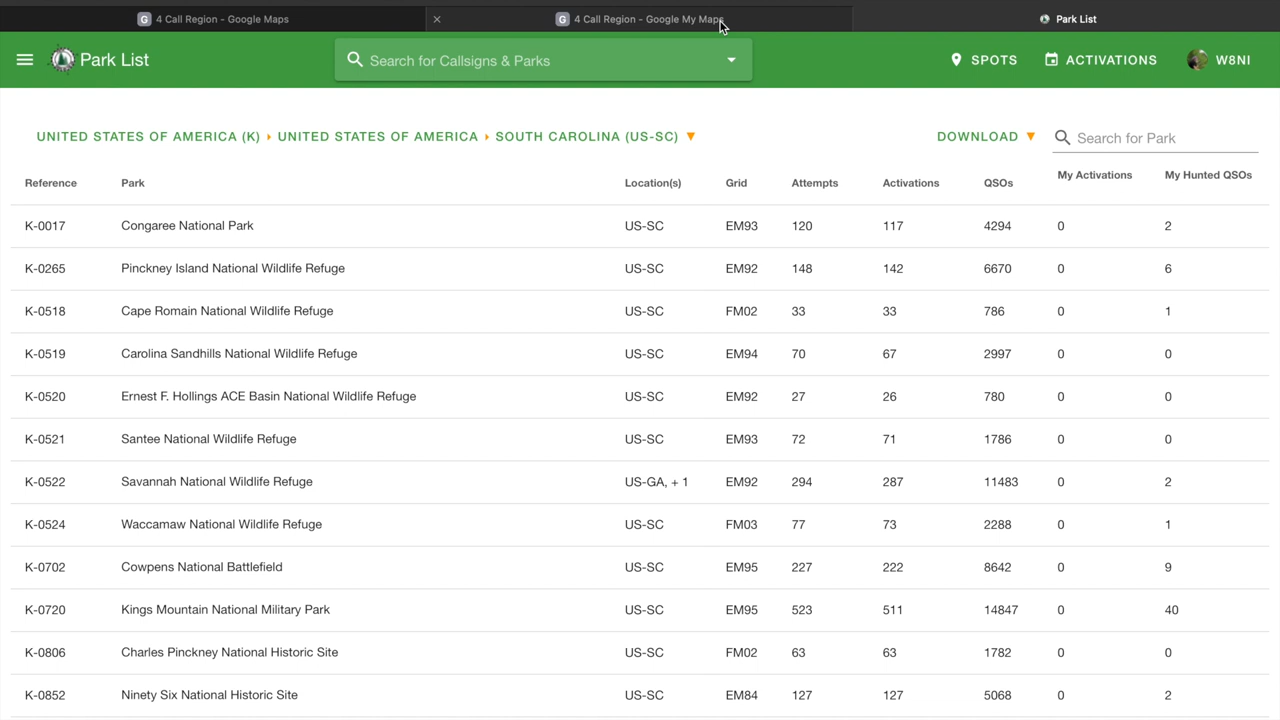 4 Call Region - Google Maps
4 Call Region - Google My Maps
Park List
Park List
Search for Callsigns & Parks
SPOTS
ACTIVATIONS
W8NI
UNITED STATES OF AMERICA (K) UNITED STATES OF AMERICA SOUTH CAROLINA (US-SC)
DOWNLOAD
Search for Park
Reference Park Location(s) Grid Attempts Activations QSOs My Activations My Hunted QSOs
K-0017 Congaree National Park US-SC EM93 120 117 4294 0 2
K-0265 Pinckney Island National Wildlife Refuge US-SC EM92 148 142 6670 0 6
K-0518 Cape Romain National Wildlife Refuge US-SC FM02 33 33 786 0 1
K-0519 Carolina Sandhills National Wildlife Refuge US-SC EM94 70 67 2997 0 0
K-0520 Ernest F. Hollings ACE Basin National Wildlife Refuge US-SC EM92 27 26 780 0 0
K-0521 Santee National Wildlife Refuge US-SC EM93 72 71 1786 0 0
K-0522 Savannah National Wildlife Refuge US-GA, + 1 EM92 294 287 11483 0 2
K-0524 Waccamaw National Wildlife Refuge US-SC FM03 77 73 2288 0 1
K-0702 Cowpens National Battlefield US-SC EM95 227 222 8642 0 9
K-0720 Kings Mountain National Military Park US-SC EM95 523 511 14847 0 40
K-0806 Charles Pinckney National Historic Site US-SC FM02 63 63 1782 0 0
K-0852 Ninety Six National Historic Site US-SC EM84 127 127 5068 0 2